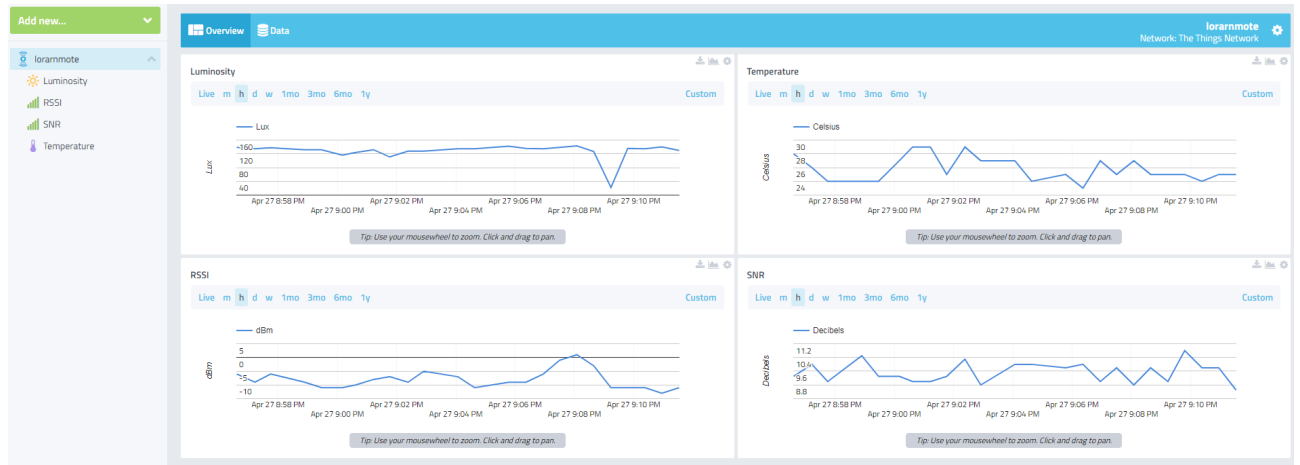 Add new...
lorarnmote
Luminosity
RSSI
SNR
Temperature
Overview Data
lorarnmote
Network: The Things Network
Luminosity
Live m h d w 1mo 3mo 6mo 1y Custom
Lux
Lux
160
120
80
40
Apr 27 8:58 PM Apr 27 9:00 PM Apr 27 9:02 PM Apr 27 9:04 PM Apr 27 9:06 PM Apr 27 9:08 PM Apr 27 9:10 PM
Tip: Use your mousewheel to zoom. Click and drag to pan.
Temperature
Live m h d w 1mo 3mo 6mo 1y Custom
Celsius
Celsius
30
28
26
24
Apr 27 8:58 PM Apr 27 9:00 PM Apr 27 9:02 PM Apr 27 9:04 PM Apr 27 9:06 PM Apr 27 9:08 PM Apr 27 9:10 PM
Tip: Use your mousewheel to zoom. Click and drag to pan.
RSSI
Live m h d w 1mo 3mo 6mo 1y Custom
dBm
dBm
5
0
-5
-10
Apr 27 8:58 PM Apr 27 9:00 PM Apr 27 9:02 PM Apr 27 9:04 PM Apr 27 9:06 PM Apr 27 9:08 PM Apr 27 9:10 PM
Tip: Use your mousewheel to zoom. Click and drag to pan.
SNR
Live m h d w 1mo 3mo 6mo 1y Custom
Decibels
Decibels
11.2
10.4
9.6
8.8
Apr 27 8:58 PM Apr 27 9:00 PM Apr 27 9:02 PM Apr 27 9:04 PM Apr 27 9:06 PM Apr 27 9:08 PM Apr 27 9:10 PM
Tip: Use your mousewheel to zoom. Click and drag to pan.